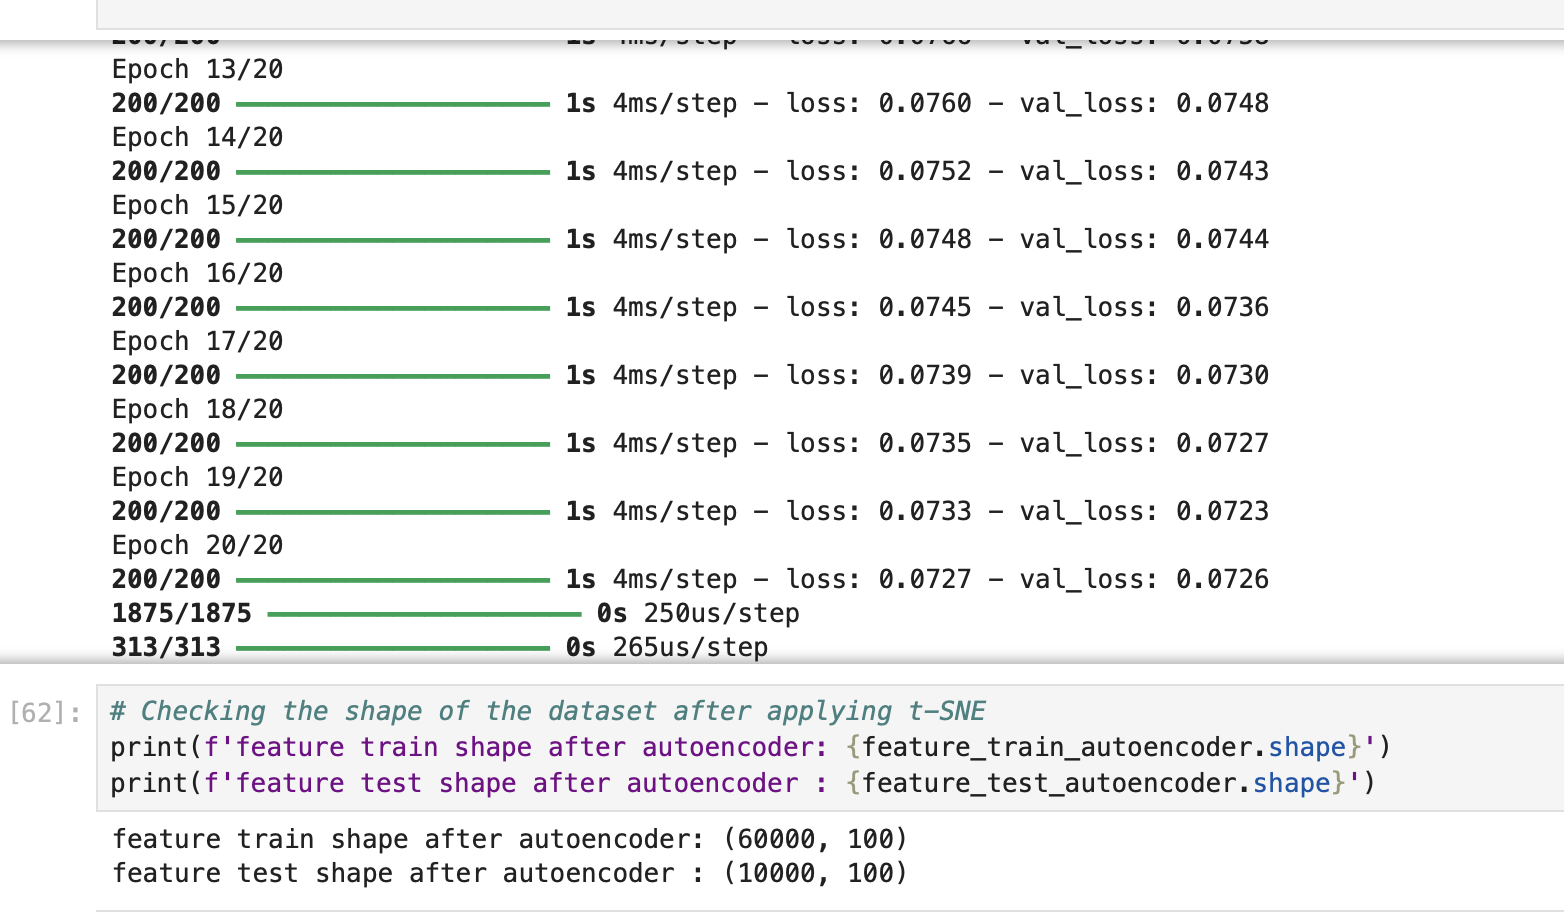 Epoch 13/20
200/200 1s 4ms/step - loss: 0.0760 - val_loss: 0.0748
Epoch 14/20
200/200 1s 4ms/step - loss: 0.0752 - val_loss: 0.0743
Epoch 15/20
200/200 1s 4ms/step - loss: 0.0748 - val_loss: 0.0744
Epoch 16/20
200/200 1s 4ms/step - loss: 0.0745 - val_loss: 0.0736
Epoch 17/20
200/200 1s 4ms/step - loss: 0.0739 - val_loss: 0.0730
Epoch 18/20
200/200 1s 4ms/step - loss: 0.0735 - val_loss: 0.0727
Epoch 19/20
200/200 1s 4ms/step - loss: 0.0733 - val_loss: 0.0723
Epoch 20/20
200/200 1s 4ms/step - loss: 0.0727 - val_loss: 0.0726
1875/1875 0s 250us/step
313/313 0s 265us/step
[62]: # Checking the shape of the dataset after applying t-SNE
print(f'feature train shape after autoencoder: {feature_train_autoencoder.shape}')
print(f'feature test shape after autoencoder : {feature_test_autoencoder.shape}')
feature train shape after autoencoder: (60000, 100)
feature test shape after autoencoder : (10000, 100)